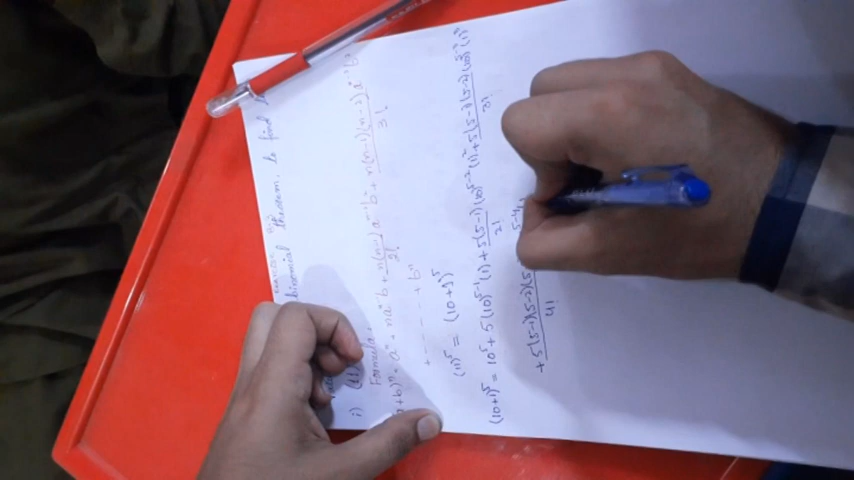 binomial theorem, to find
i) (11)
Formula:
+b)ⁿ = aⁿ + naⁿ⁻¹b + n(n-1)/2! aⁿ⁻²b² + n(n-1)(n-2)/3! aⁿ⁻³b³
+ - - - - - + bⁿ
(11)⁵ = (10+1)⁵
(10+1)⁵ = 10⁵ + 5(10)⁵⁻¹(1) + 5(5-1)/2! (10)⁵⁻²(1)² + 5(5-1)(5-2)/3! (10)⁵⁻³(1)³
+ 5(5-1)(5-2)(5 /4! 5-4